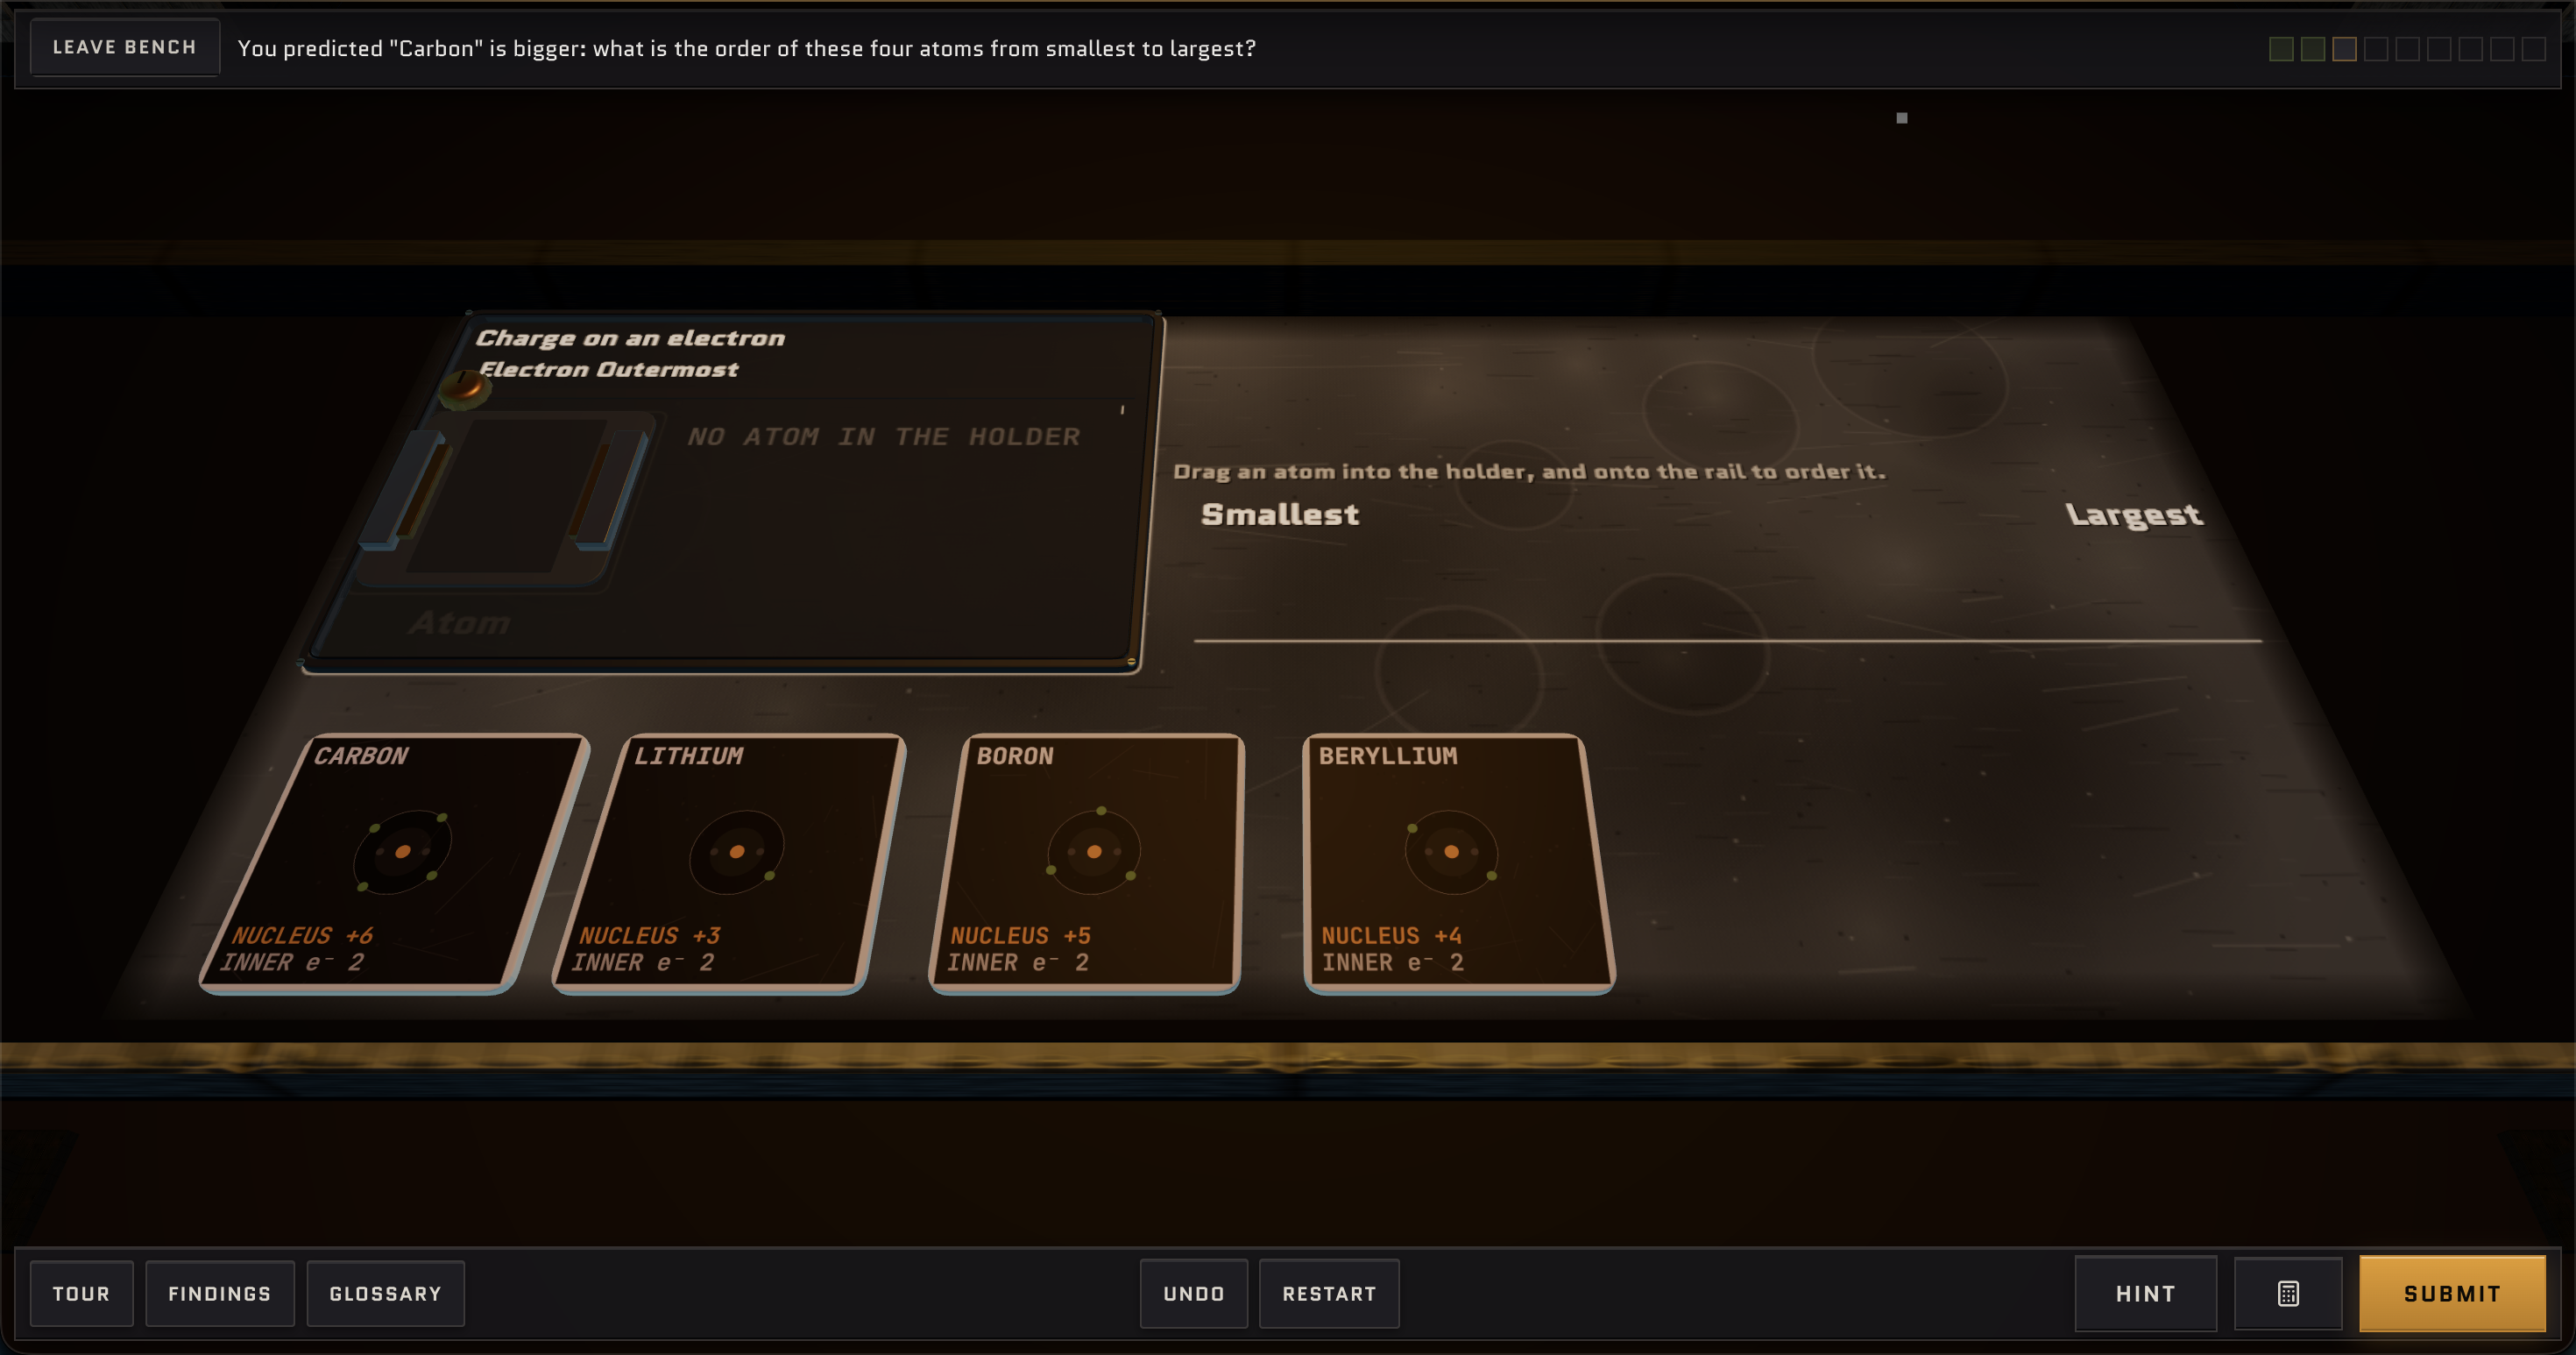 LEAVE BENCH
You predicted "Carbon" is bigger: what is the order of these four atoms from smallest to largest?
Charge on an electron
Electron Outermost
NO ATOM IN THE HOLDER
Atom
Drag an atom into the holder, and onto the rail to order it.
Smallest
Largest
CARBON
NUCLEUS +6
INNER e⁻ 2
LITHIUM
NUCLEUS +3
INNER e⁻ 2
BORON
NUCLEUS +5
INNER e⁻ 2
BERYLLIUM
NUCLEUS +4
INNER e⁻ 2
TOUR
FINDINGS
GLOSSARY
UNDO
RESTART
HINT
SUBMIT